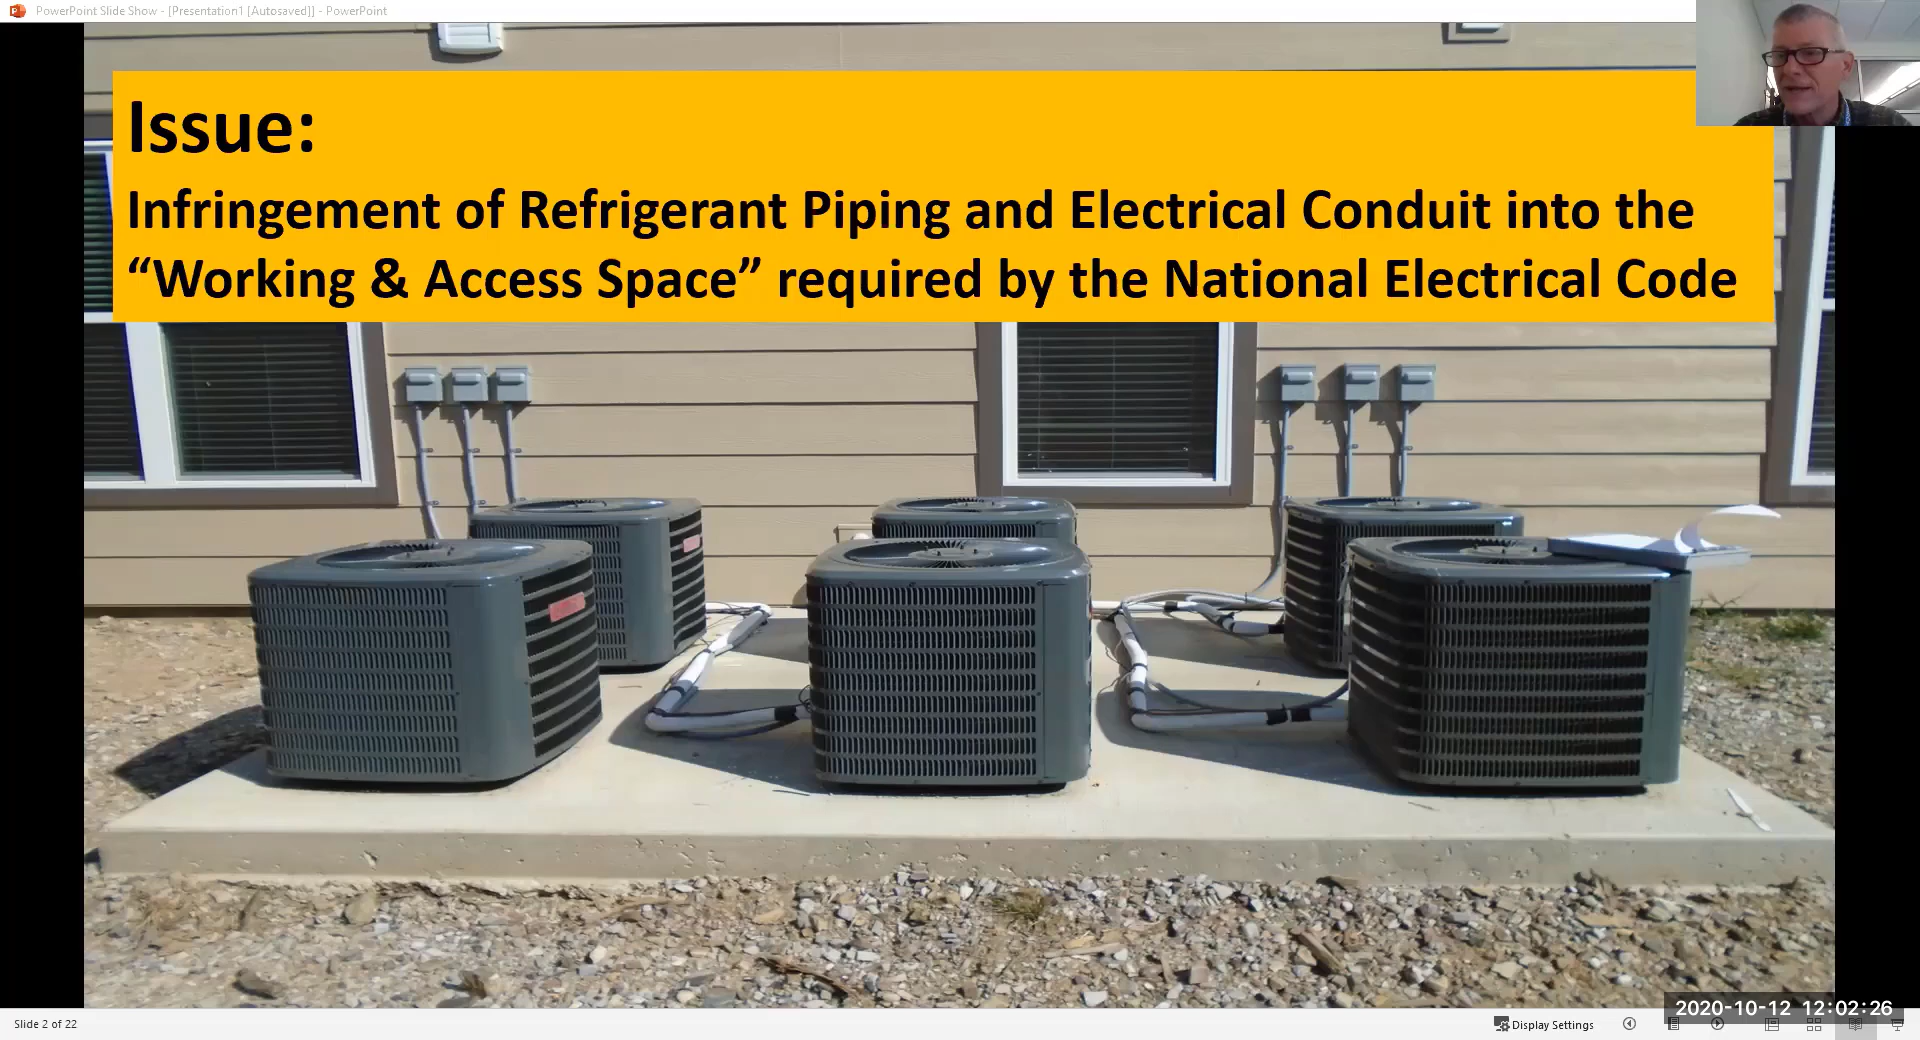 PowerPoint Slide Show - [Presentation1 [Autosaved]] - PowerPoint
Issue:
Infringement of Refrigerant Piping and Electrical Conduit into the
“Working & Access Space” required by the National Electrical Code
2020-10-12 12:02:26
Slide 2 of 22
Display Settings